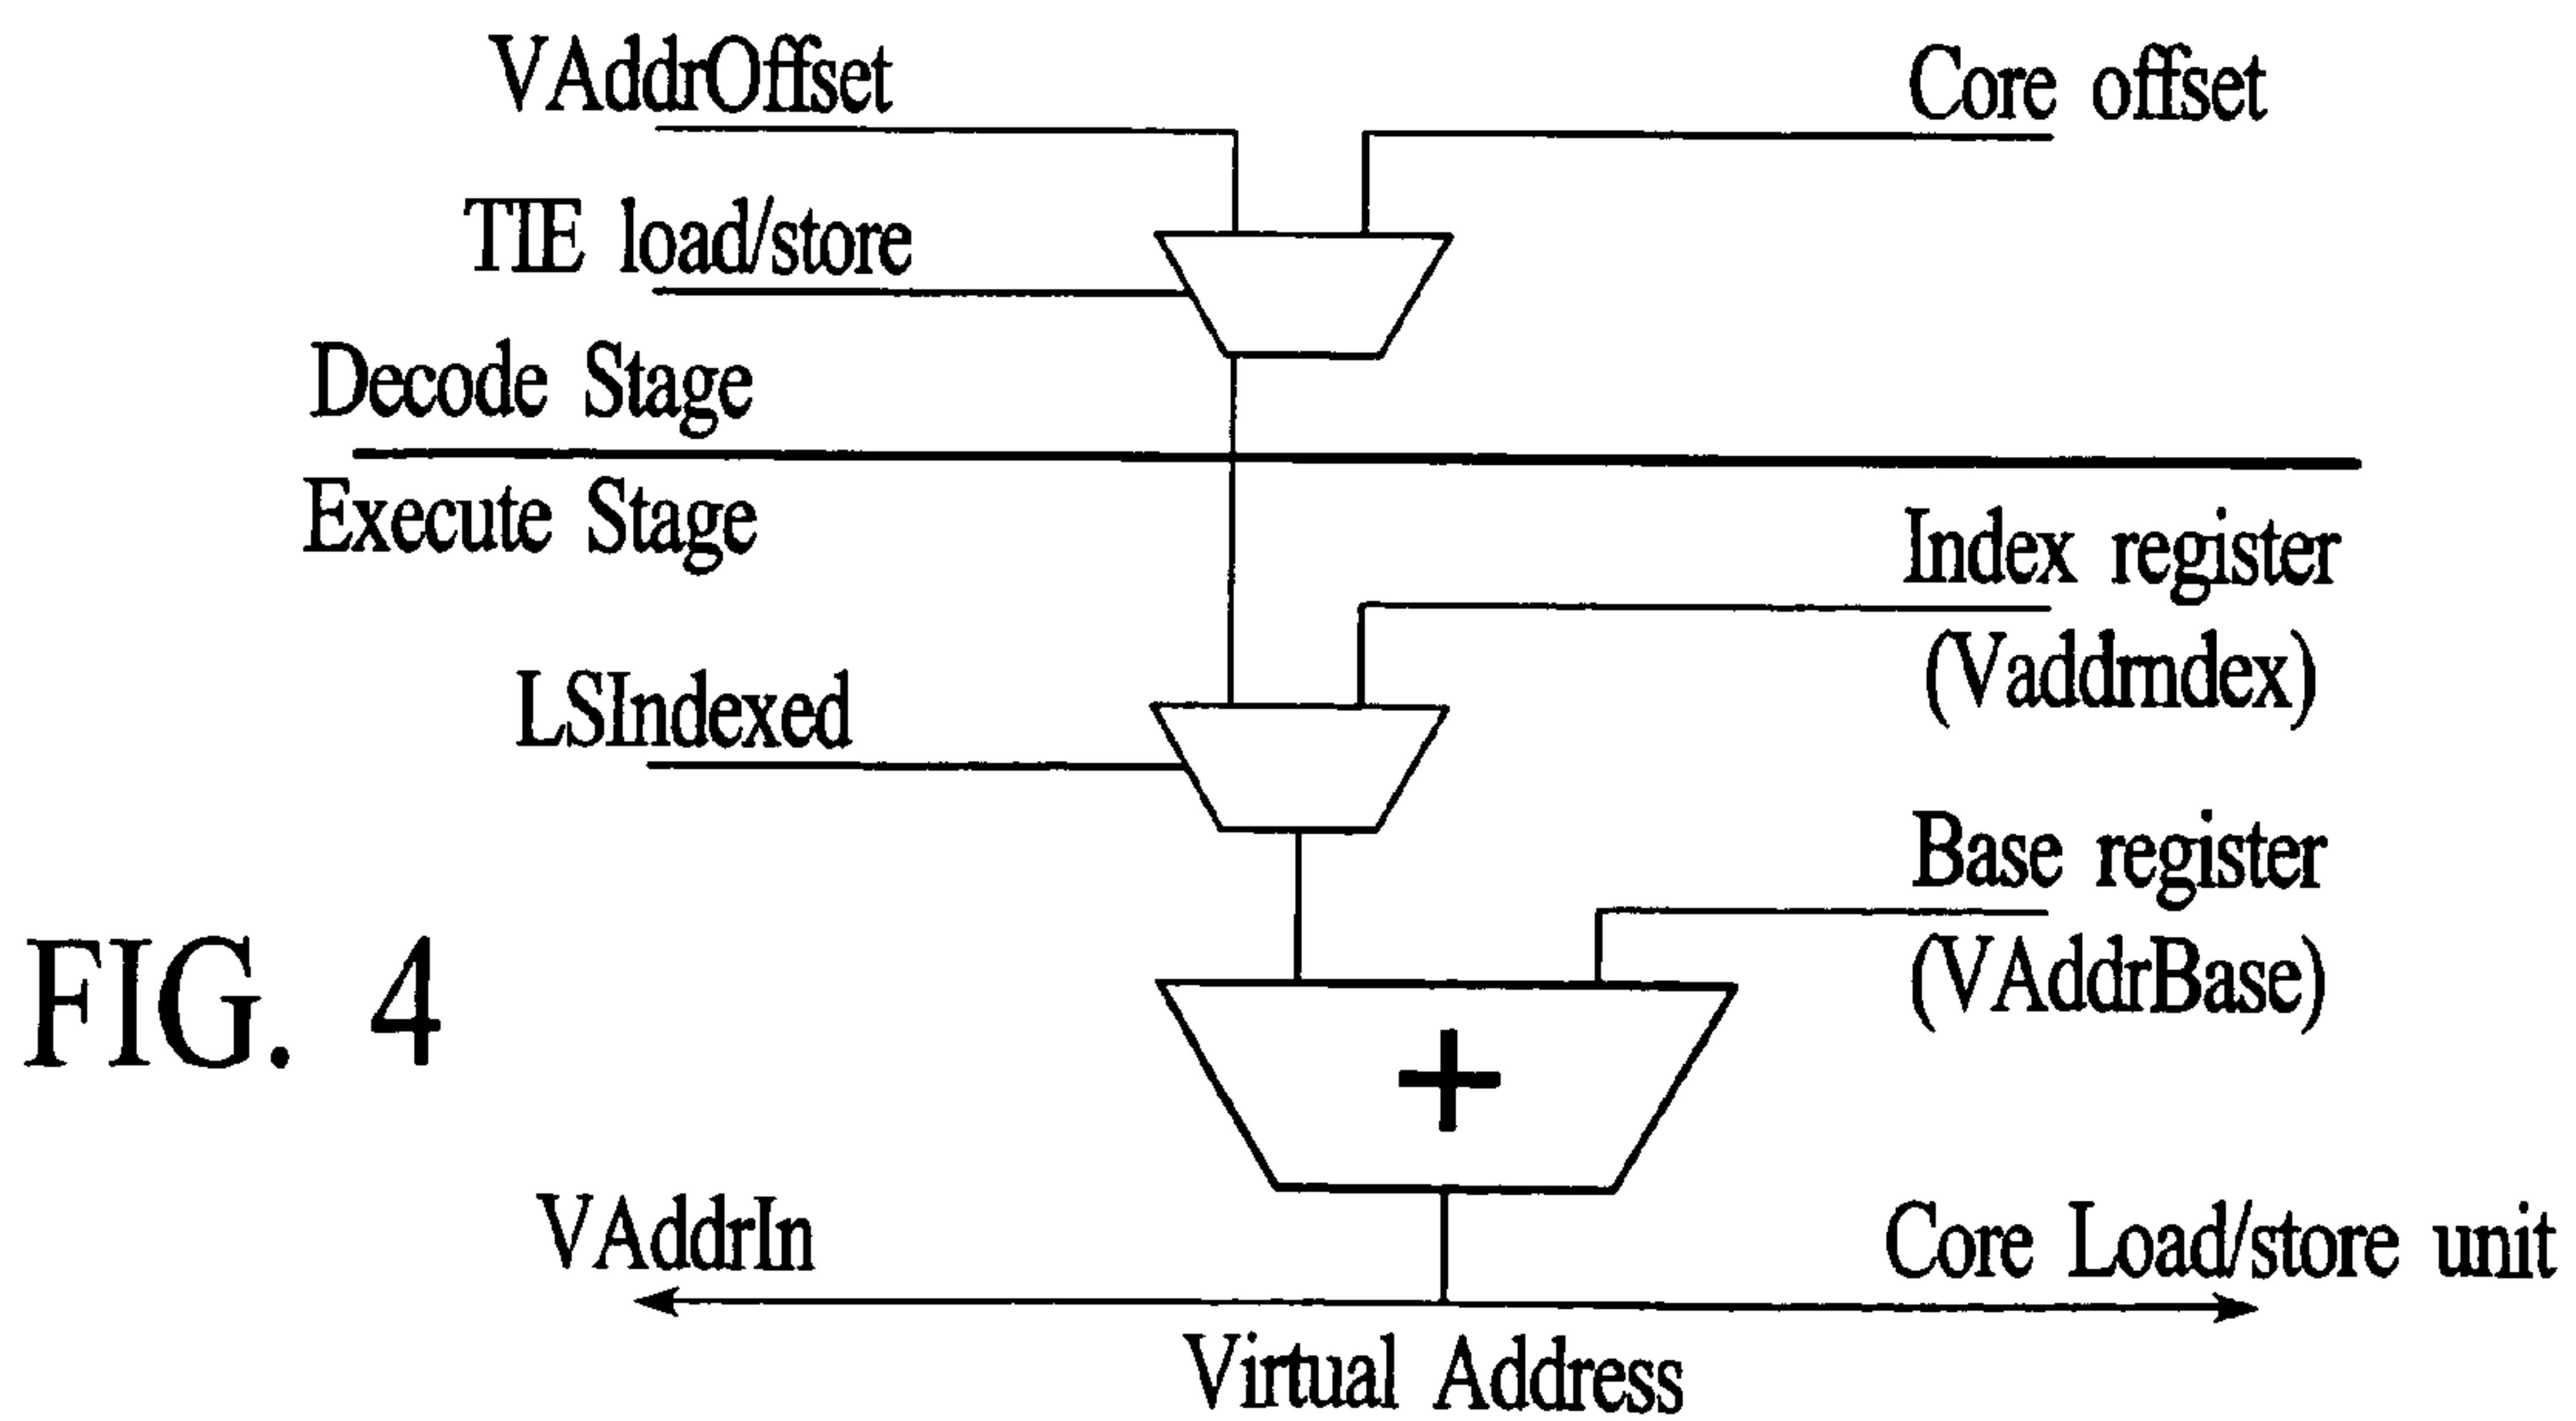 VAddrOffset
Core offset
TIE load/store
Decode Stage
Execute Stage
Index register
(Vaddrndex)
LSIndexed
Base register
(VAddrBase)
FIG. 4
+
VAddrIn
Core Load/store unit
Virtual Address